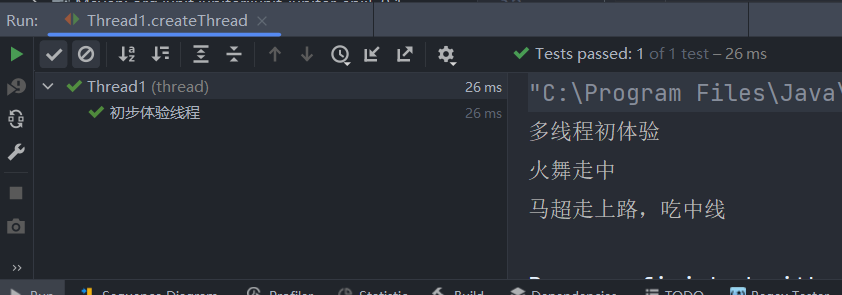 Run:
Thread1.createThread
Tests passed: 1 of 1 test – 26 ms
Thread1 (thread)
26 ms
初步体验线程
26 ms
"C:\Program Files\Java\
多线程初体验
火舞走中
马超走上路，吃中线
Run
Sequence Diagram
Profiler
Statistic
Build
Dependencies
TODO